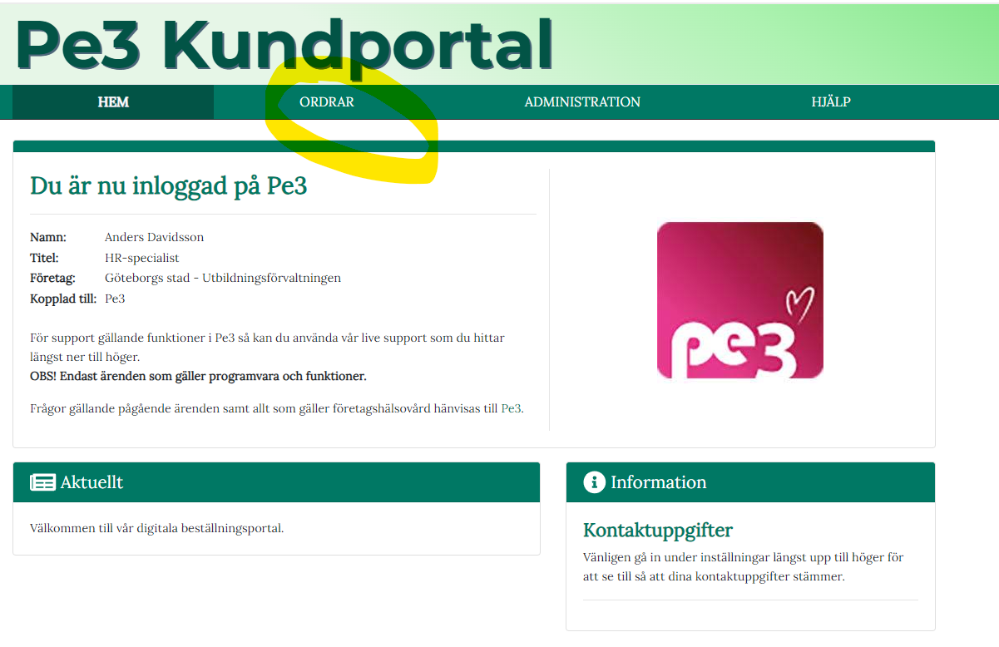 Pe3 Kundportal
HEM
ORDRAR
ADMINISTRATION
HJÄLP
Du är nu inloggad på Pe3
Namn: Anders Davidsson
Titel: HR-specialist
Företag: Göteborgs stad - Utbildningsförvaltningen
Kopplad till: Pe3
För support gällande funktioner i Pe3 så kan du använda vår live support som du hittar
längst ner till höger.
OBS! Endast ärenden som gäller programvara och funktioner.
Frågor gällande pågående ärenden samt allt som gäller företagshälsovård hänvisas till Pe3.
pe3
Aktuellt
Välkommen till vår digitala beställningsportal.
Information
Kontaktuppgifter
Vänligen gå in under inställningar längst upp till höger för
att se till så att dina kontaktuppgifter stämmer.